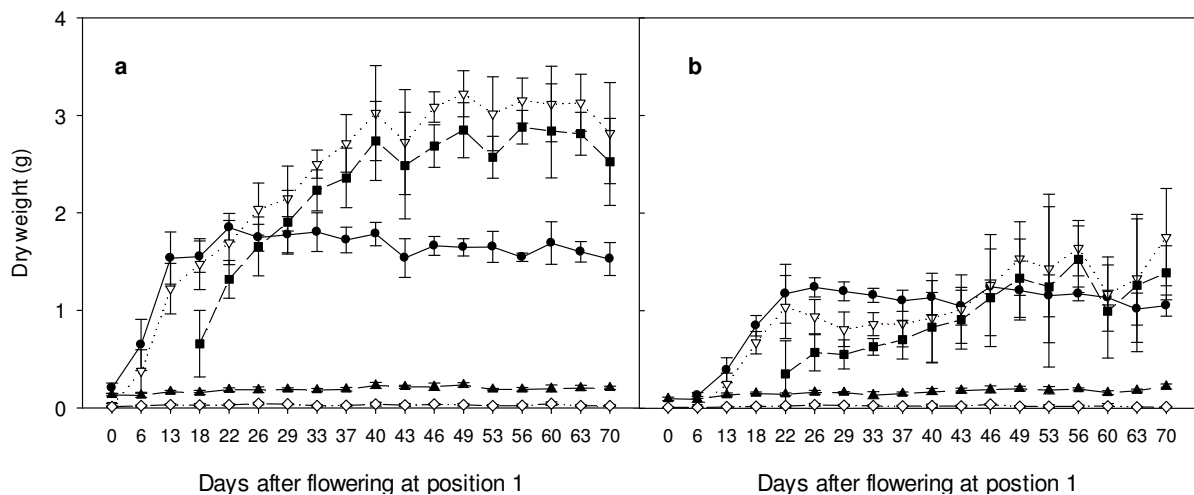 4
a
b
3
Dry weight (g)
2
1
0
0 6 13 18 22 26 29 33 37 40 43 46 49 53 56 60 63 70
0 6 13 18 22 26 29 33 37 40 43 46 49 53 56 60 63 70
Days after flowering at position 1
Days after flowering at postion 1